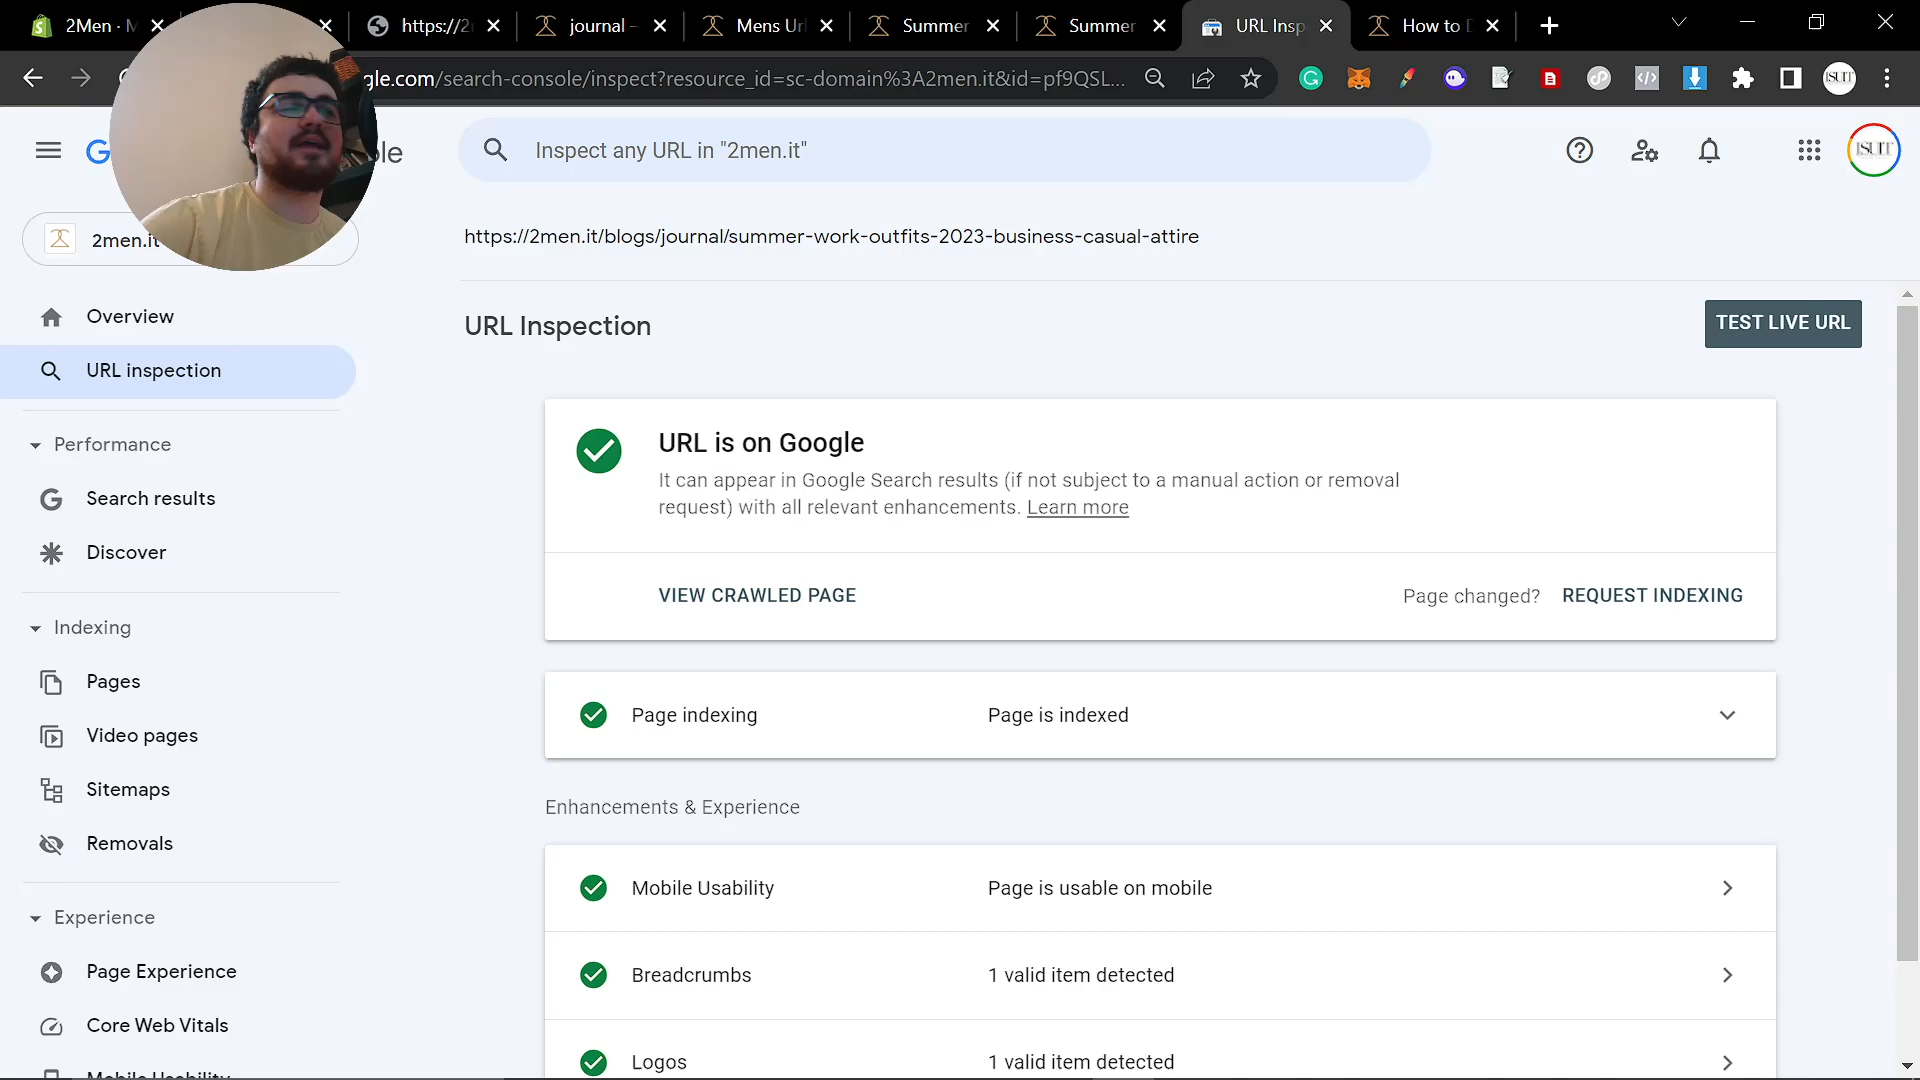 2Men · M
https://2
journal –
Mens Ur
Summer
Summer
URL Insp
How to D
gle.com/search-console/inspect?resource_id=sc-domain%3A2men.it&id=pf9QSL...
G
ole
Inspect any URL in "2men.it"
ISUIT
2men.it
https://2men.it/blogs/journal/summer-work-outfits-2023-business-casual-attire
Overview
URL inspection
Performance
Search results
Discover
Indexing
Pages
Video pages
Sitemaps
Removals
Experience
Page Experience
Core Web Vitals
Mobile Usability
URL Inspection
TEST LIVE URL
URL is on Google
It can appear in Google Search results (if not subject to a manual action or removal
request) with all relevant enhancements. Learn more
VIEW CRAWLED PAGE
Page changed? REQUEST INDEXING
Page indexing Page is indexed
Enhancements & Experience
Mobile Usability Page is usable on mobile
Breadcrumbs 1 valid item detected
Logos 1 valid item detected